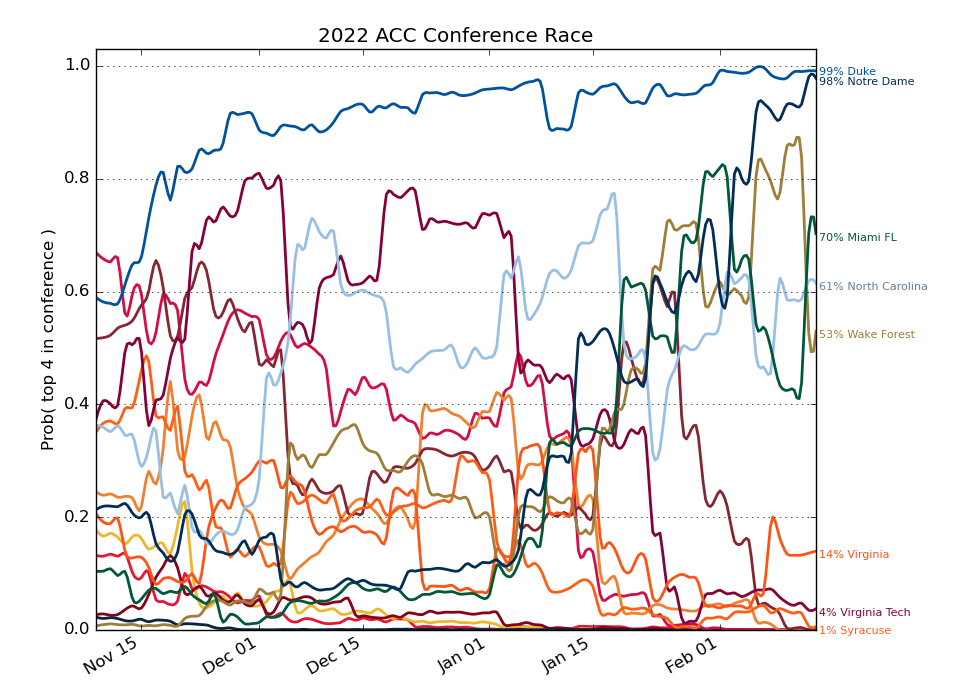 2022 ACC Conference Race
Prob( top 4 in conference )
1.0
0.8
0.6
0.4
0.2
0.0
Nov 15
Dec 01
Dec 15
Jan 01
Jan 15
Feb 01
99% Duke
98% Notre Dame
70% Miami FL
61% North Carolina
53% Wake Forest
14% Virginia
4% Virginia Tech
1% Syracuse